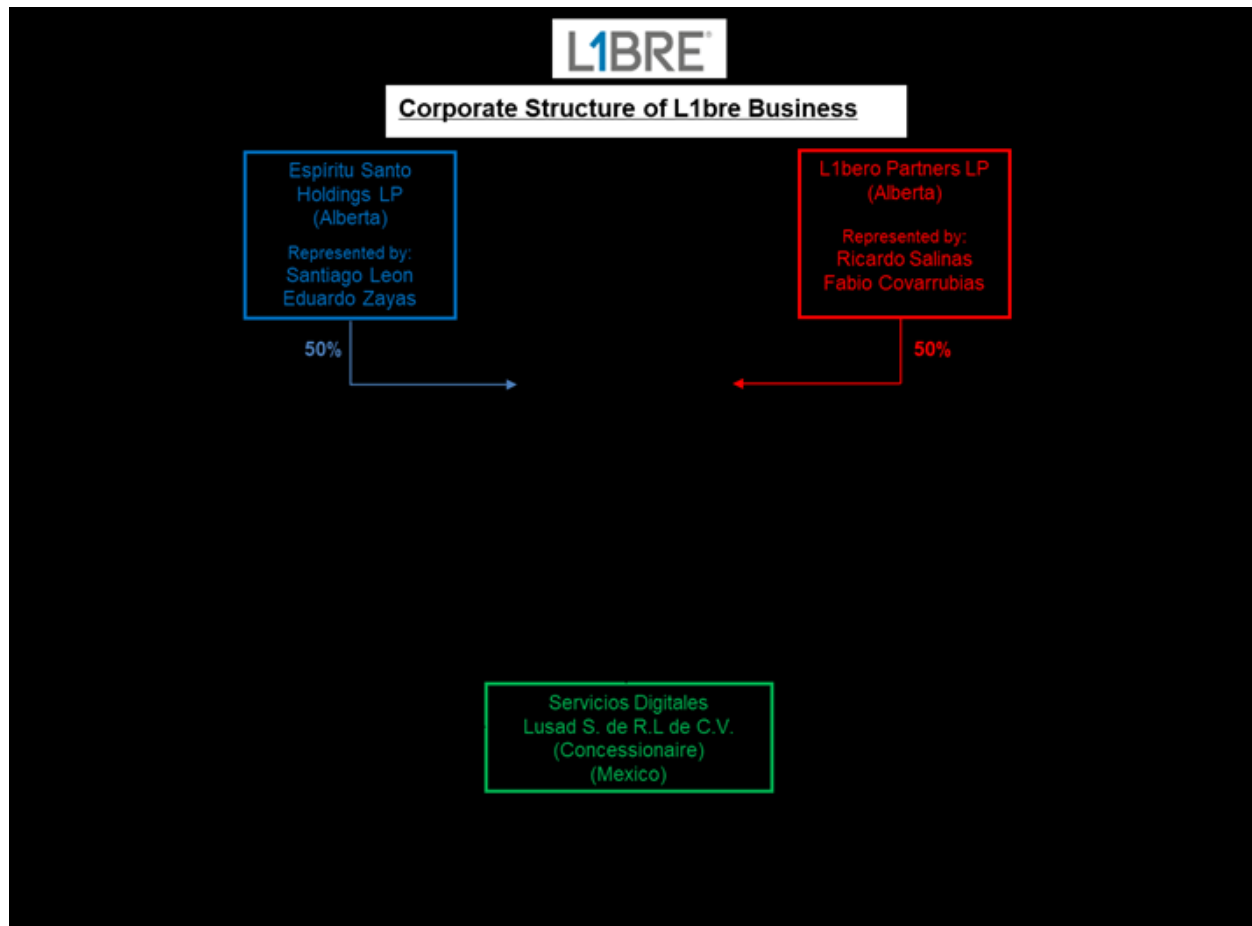 L1BRE
Corporate Structure of L1bre Business
Espíritu Santo
Holdings LP
(Alberta)
Represented by:
Santiago Leon
Eduardo Zayas
L1bero Partners LP
(Alberta)
Represented by:
Ricardo Salinas
Fabio Covarrubias
50%
50%
Servicios Digitales
Lusad S. de R.L de C.V.
(Concessionaire)
(Mexico)